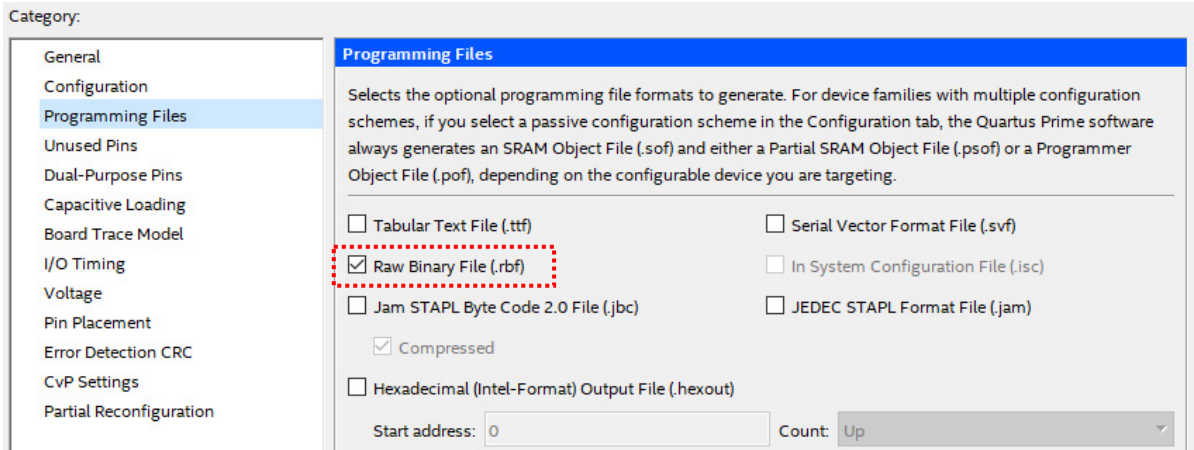 Category:
General
Configuration
Programming Files
Unused Pins
Dual-Purpose Pins
Capacitive Loading
Board Trace Model
I/O Timing
Voltage
Pin Placement
Error Detection CRC
CvP Settings
Partial Reconfiguration
Programming Files
Selects the optional programming file formats to generate. For device families with multiple configuration
schemes, if you select a passive configuration scheme in the Configuration tab, the Quartus Prime software
always generates an SRAM Object File (.sof) and either a Partial SRAM Object File (.psof) or a Programmer
Object File (.pof), depending on the configurable device you are targeting.
Tabular Text File (.ttf)
Serial Vector Format File (.svf)
Raw Binary File (.rbf)
In System Configuration File (.isc)
Jam STAPL Byte Code 2.0 File (.jbc)
JEDEC STAPL Format File (.jam)
Compressed
Hexadecimal (Intel-Format) Output File (.hexout)
Start address: 0 Count: Up